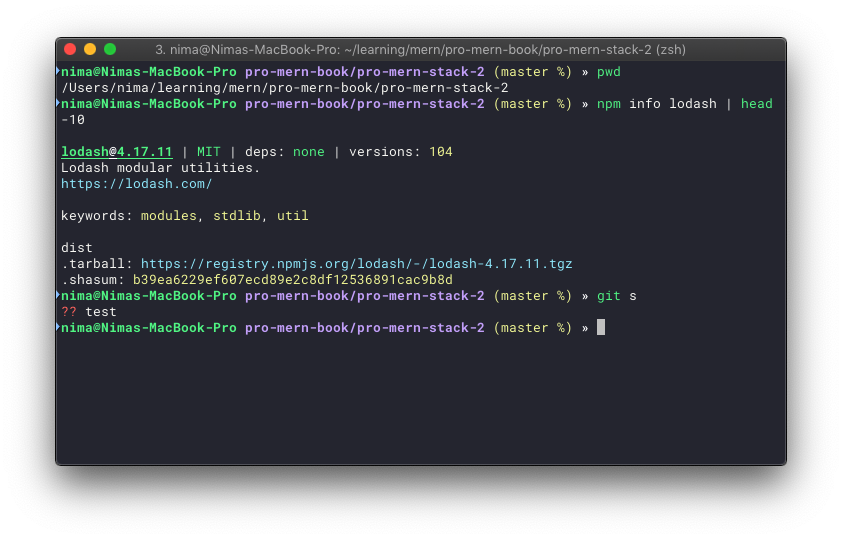 3. nima@Nimas-MacBook-Pro: ~/learning/mern/pro-mern-book/pro-mern-stack-2 (zsh)
nima@Nimas-MacBook-Pro pro-mern-book/pro-mern-stack-2 (master %) » pwd
/Users/nima/learning/mern/pro-mern-book/pro-mern-stack-2
nima@Nimas-MacBook-Pro pro-mern-book/pro-mern-stack-2 (master %) » npm info lodash | head
-10
lodash@4.17.11 | MIT | deps: none | versions: 104
Lodash modular utilities.
https://lodash.com/
keywords: modules, stdlib, util
dist
.tarball: https://registry.npmjs.org/lodash/-/lodash-4.17.11.tgz
.shasum: b39ea6229ef607ecd89e2c8df12536891cac9b8d
nima@Nimas-MacBook-Pro pro-mern-book/pro-mern-stack-2 (master %) » git s
?? test
nima@Nimas-MacBook-Pro pro-mern-book/pro-mern-stack-2 (master %) »